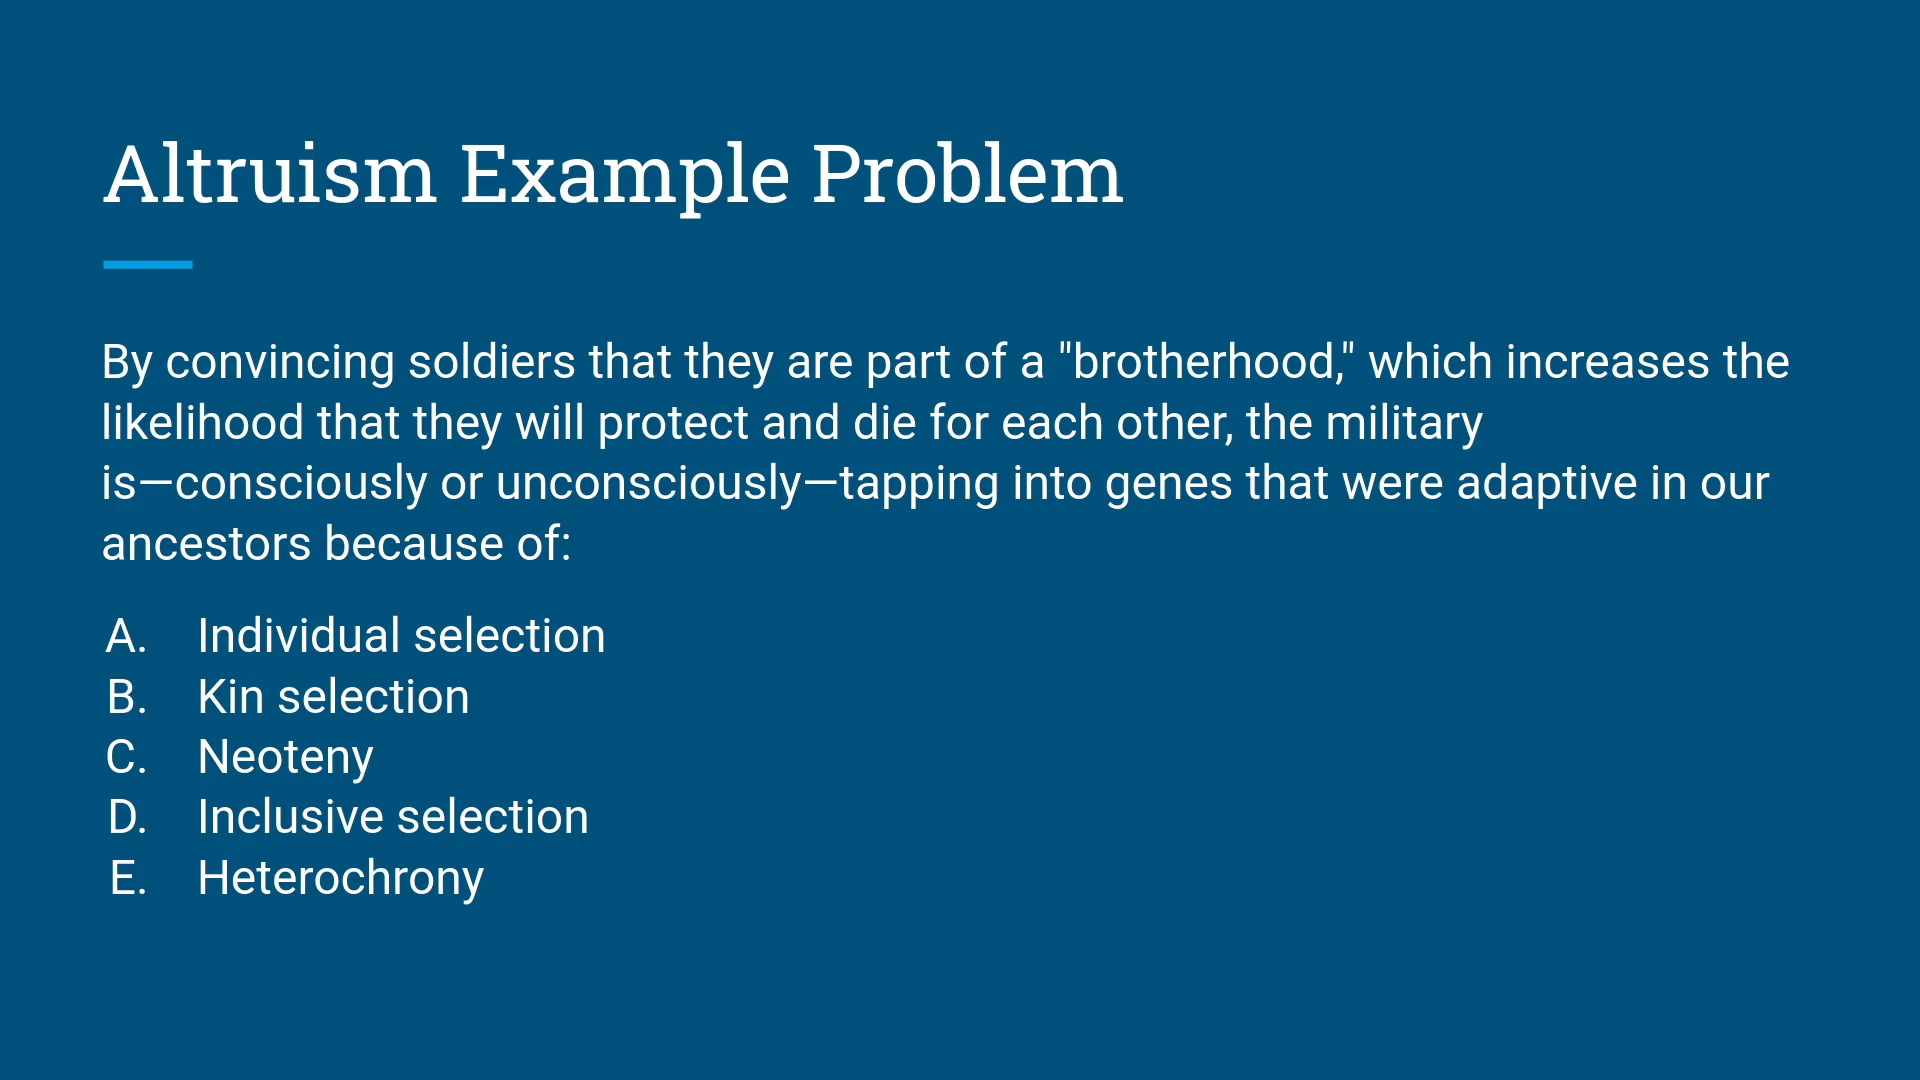 Altruism Example Problem
By convincing soldiers that they are part of a "brotherhood," which increases the
likelihood that they will protect and die for each other, the military
is—consciously or unconsciously—tapping into genes that were adaptive in our
ancestors because of:
A. Individual selection
B. Kin selection
C. Neoteny
D. Inclusive selection
E. Heterochrony